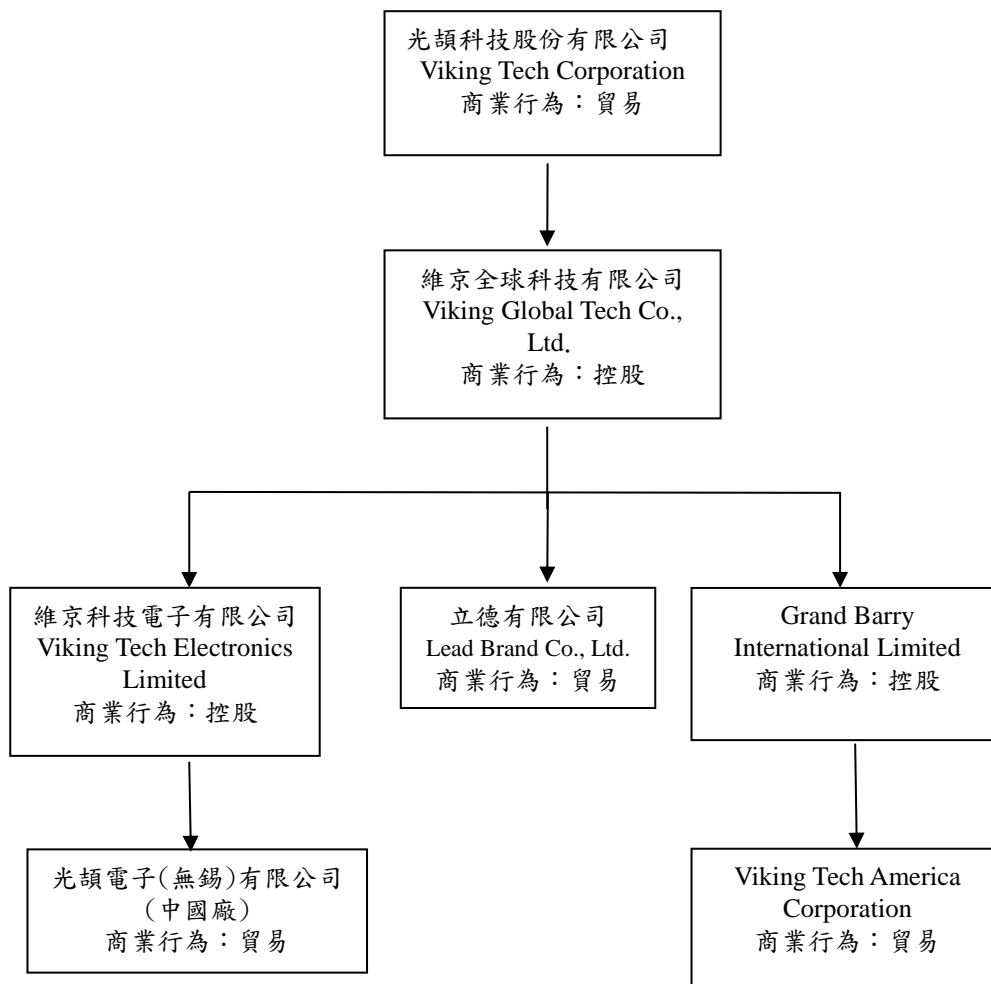 光頡科技股份有限公司
Viking Tech Corporation
商業行為：貿易
維京全球科技有限公司
Viking Global Tech Co.,
Ltd.
商業行為：控股
維京科技電子有限公司
Viking Tech Electronics
Limited
商業行為：控股
立德有限公司
Lead Brand Co., Ltd.
商業行為：貿易
Grand Barry
International Limited
商業行為：控股
光頡電子(無錫)有限公司
(中國廠)
商業行為：貿易
Viking Tech America
Corporation
商業行為：貿易